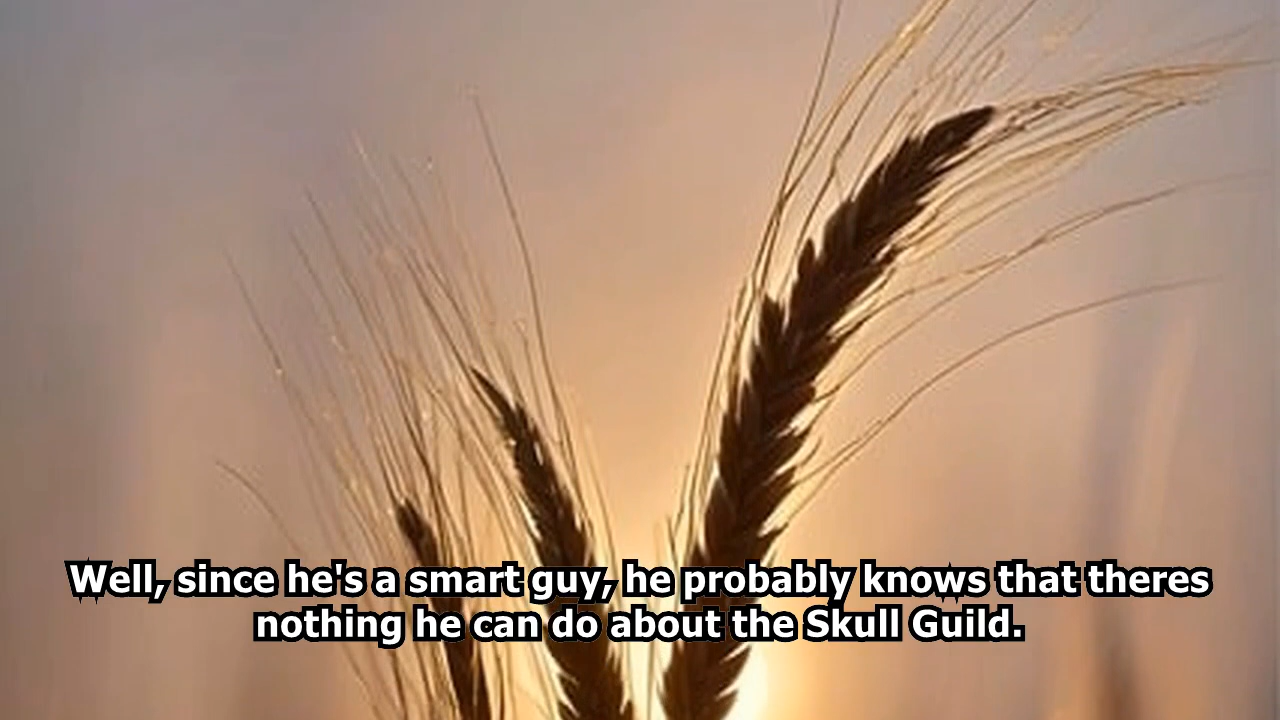 Well, since he's a smart guy, he probably knows that theres
nothing he can do about the Skull Guild.